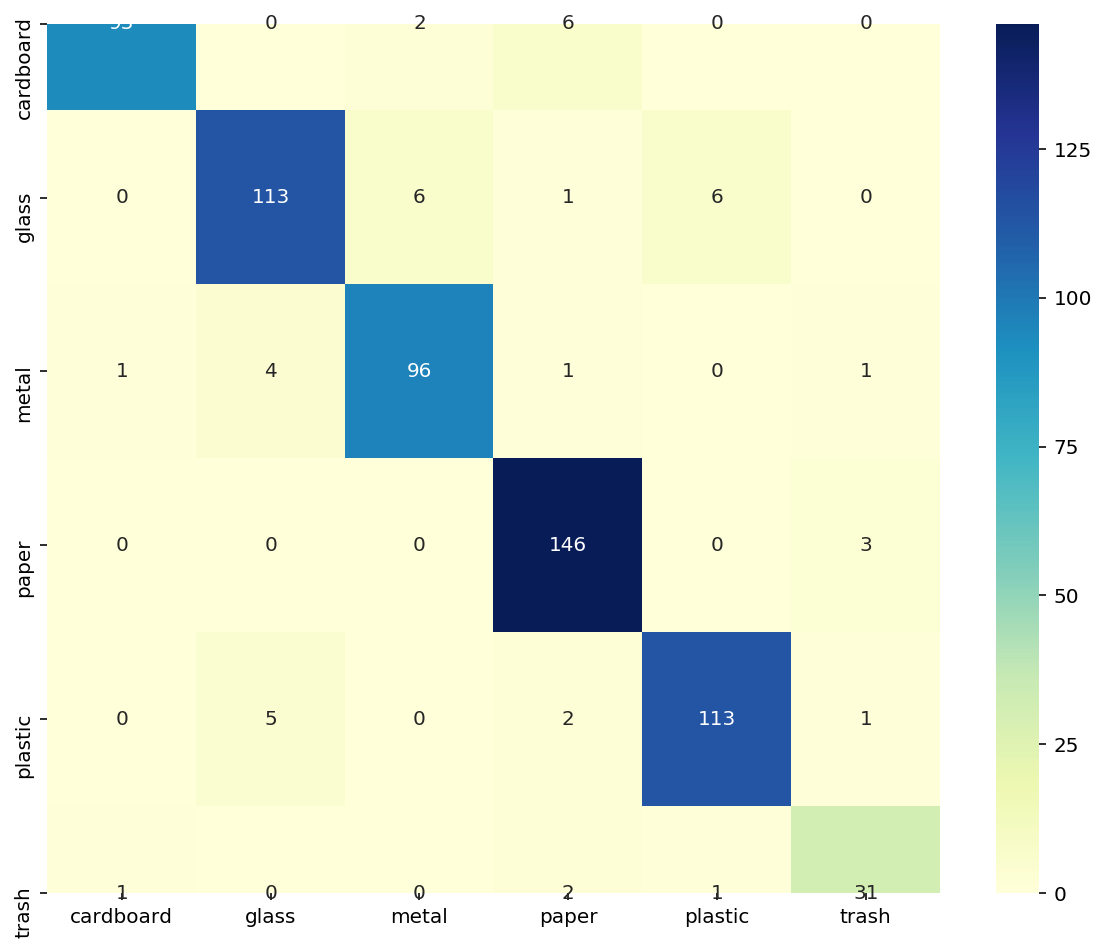 cardboard 0 2 6 0 0
glass 0 113 6 1 6 0
metal 1 4 96 1 0 1
paper 0 0 0 146 0 3
plastic 0 5 0 2 113 1
trash 1 0 0 2 1 31
cardboard glass metal paper plastic trash
125
100
75
50
25
0